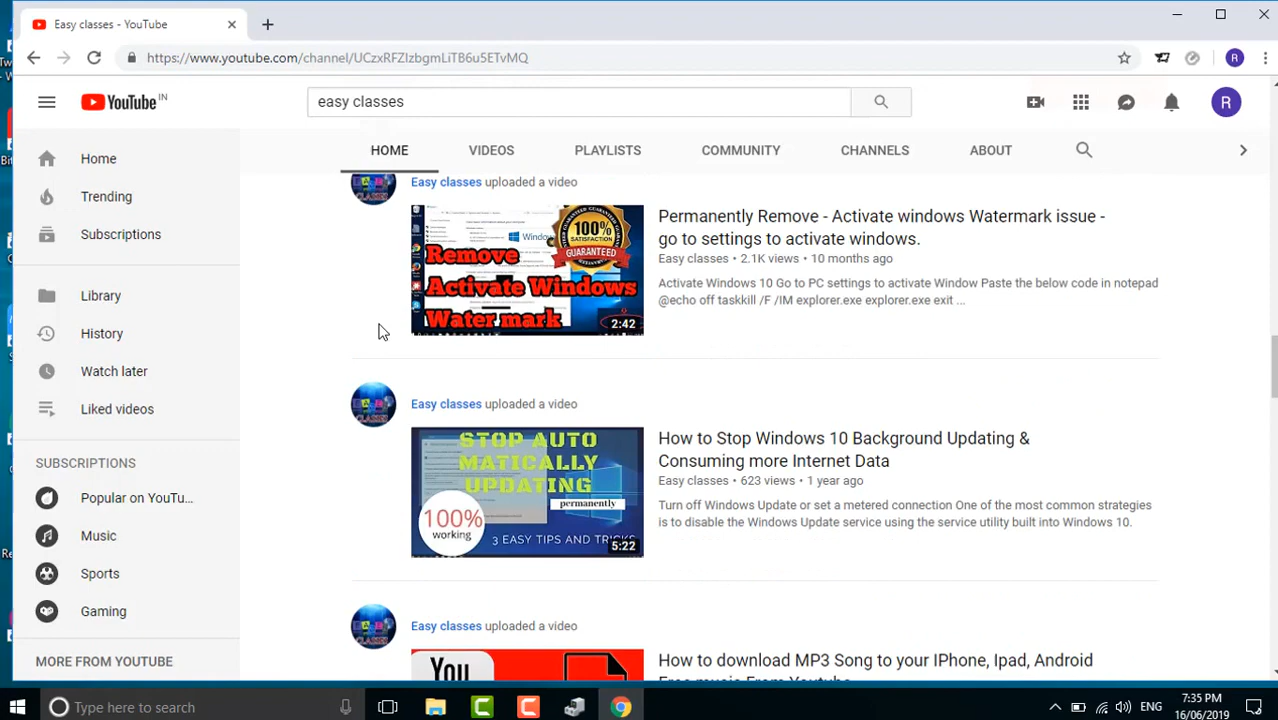 Easy classes - YouTube
https://www.youtube.com/channel/UCzxRFZIzbgmLiTB6u5ETvMQ
YouTube IN
easy classes
R
R
HOME
VIDEOS
PLAYLISTS
COMMUNITY
CHANNELS
ABOUT
Home
Trending
Subscriptions
Library
History
Watch later
Liked videos
SUBSCRIPTIONS
Popular on YouTu...
Music
Sports
Gaming
MORE FROM YOUTUBE
Easy classes uploaded a video
Remove
Activate Windows
Water mark
100%
SATISFACTION
GUARANTEED
2:42
Permanently Remove - Activate windows Watermark issue -
go to settings to activate windows.
Easy classes • 2.1K views • 10 months ago
Activate Windows 10 Go to PC settings to activate Window Paste the below code in notepad
@echo off taskkill /F /IM explorer.exe explorer.exe exit ...
Easy classes uploaded a video
STOP AUTO
MATICALLY
UPDATING
permanently
100%
working
3 EASY TIPS AND TRICKS
5:22
How to Stop Windows 10 Background Updating &
Consuming more Internet Data
Easy classes • 623 views • 1 year ago
Turn off Windows Update or set a metered connection One of the most common strategies
is to disable the Windows Update service using the service utility built into Windows 10.
Easy classes uploaded a video
You
How to download MP3 Song to your IPhone, Ipad, Android
Free music From Youtube
Type here to search
ENG
7:35 PM
16/06/2019